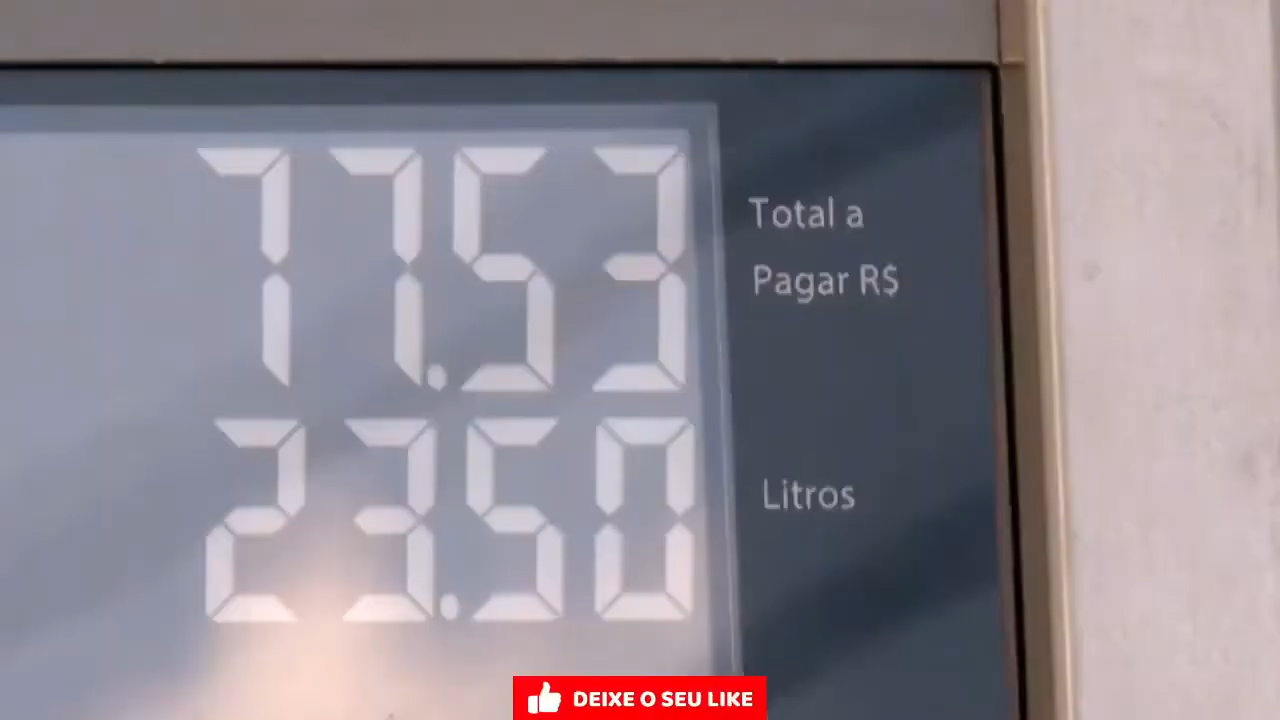 77.53
Total a
Pagar R$
23.50
Litros
DEIXE O SEU LIKE